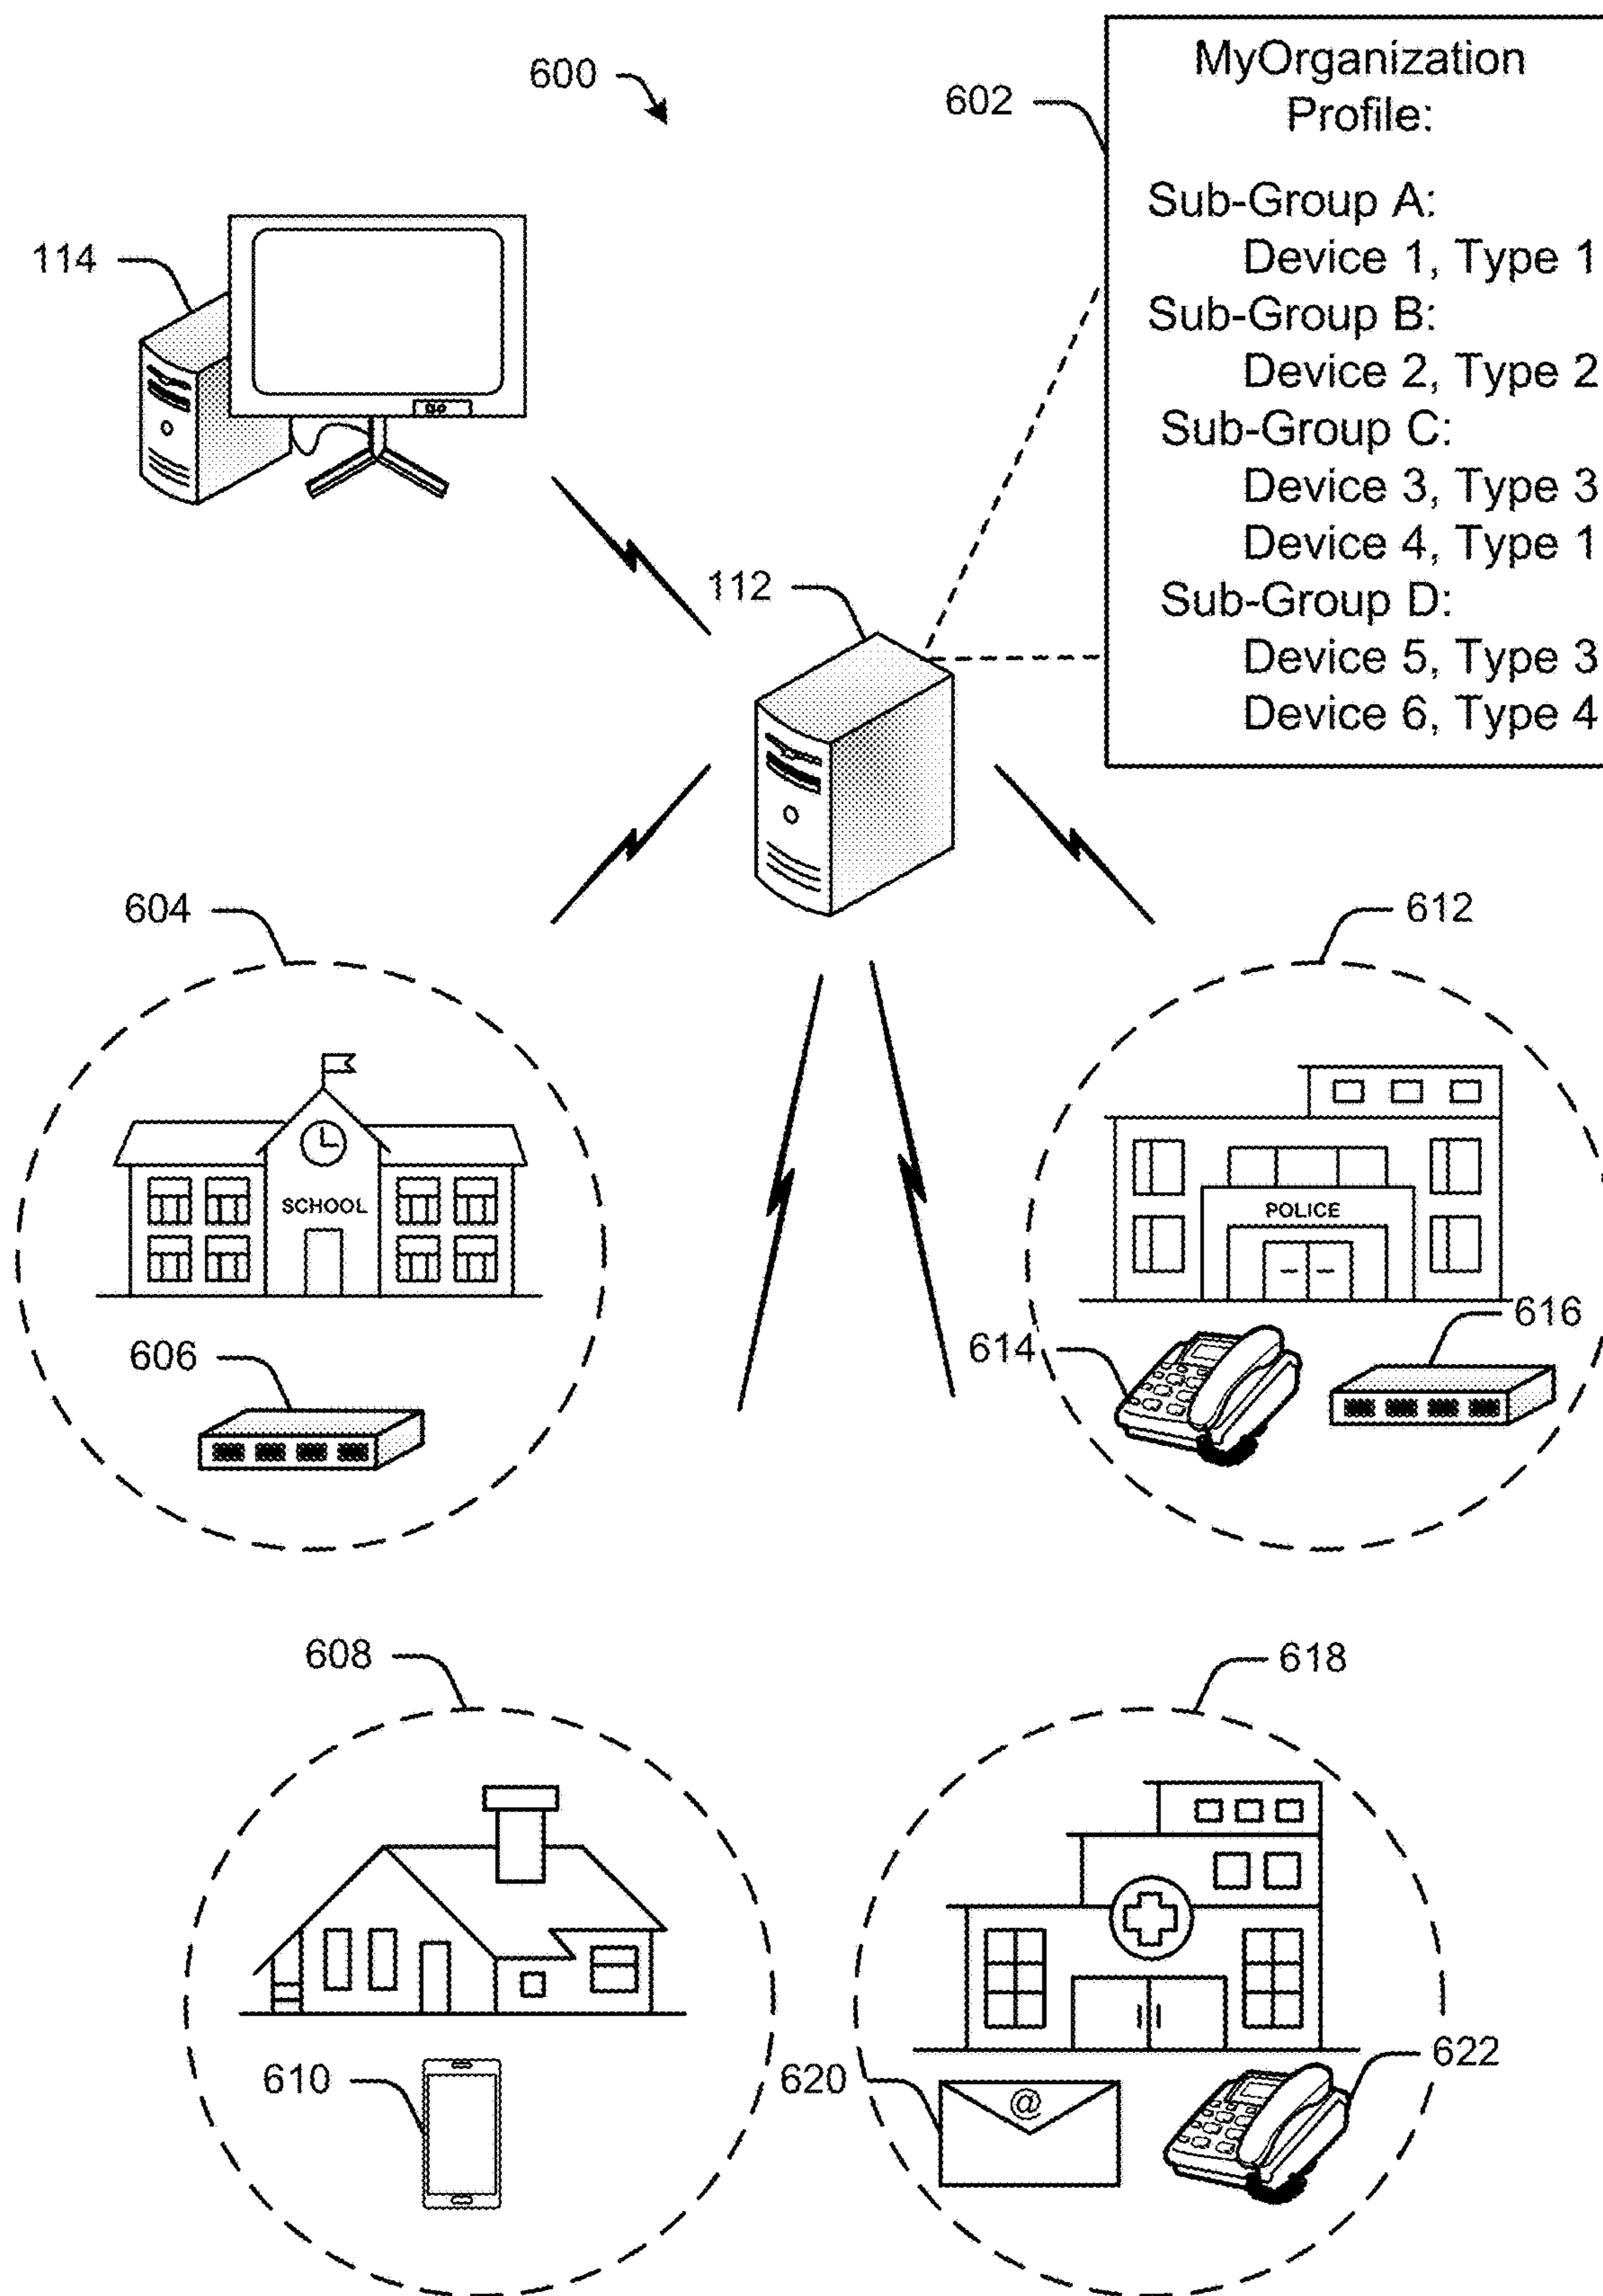 600
602
MyOrganization
Profile:
Sub-Group A:
Device 1, Type 1
Sub-Group B:
Device 2, Type 2
Sub-Group C:
Device 3, Type 3
Device 4, Type 1
Sub-Group D:
Device 5, Type 3
Device 6, Type 4
114
112
604
612
SCHOOL
POLICE
606
614
616
608
618
610
620
@
622